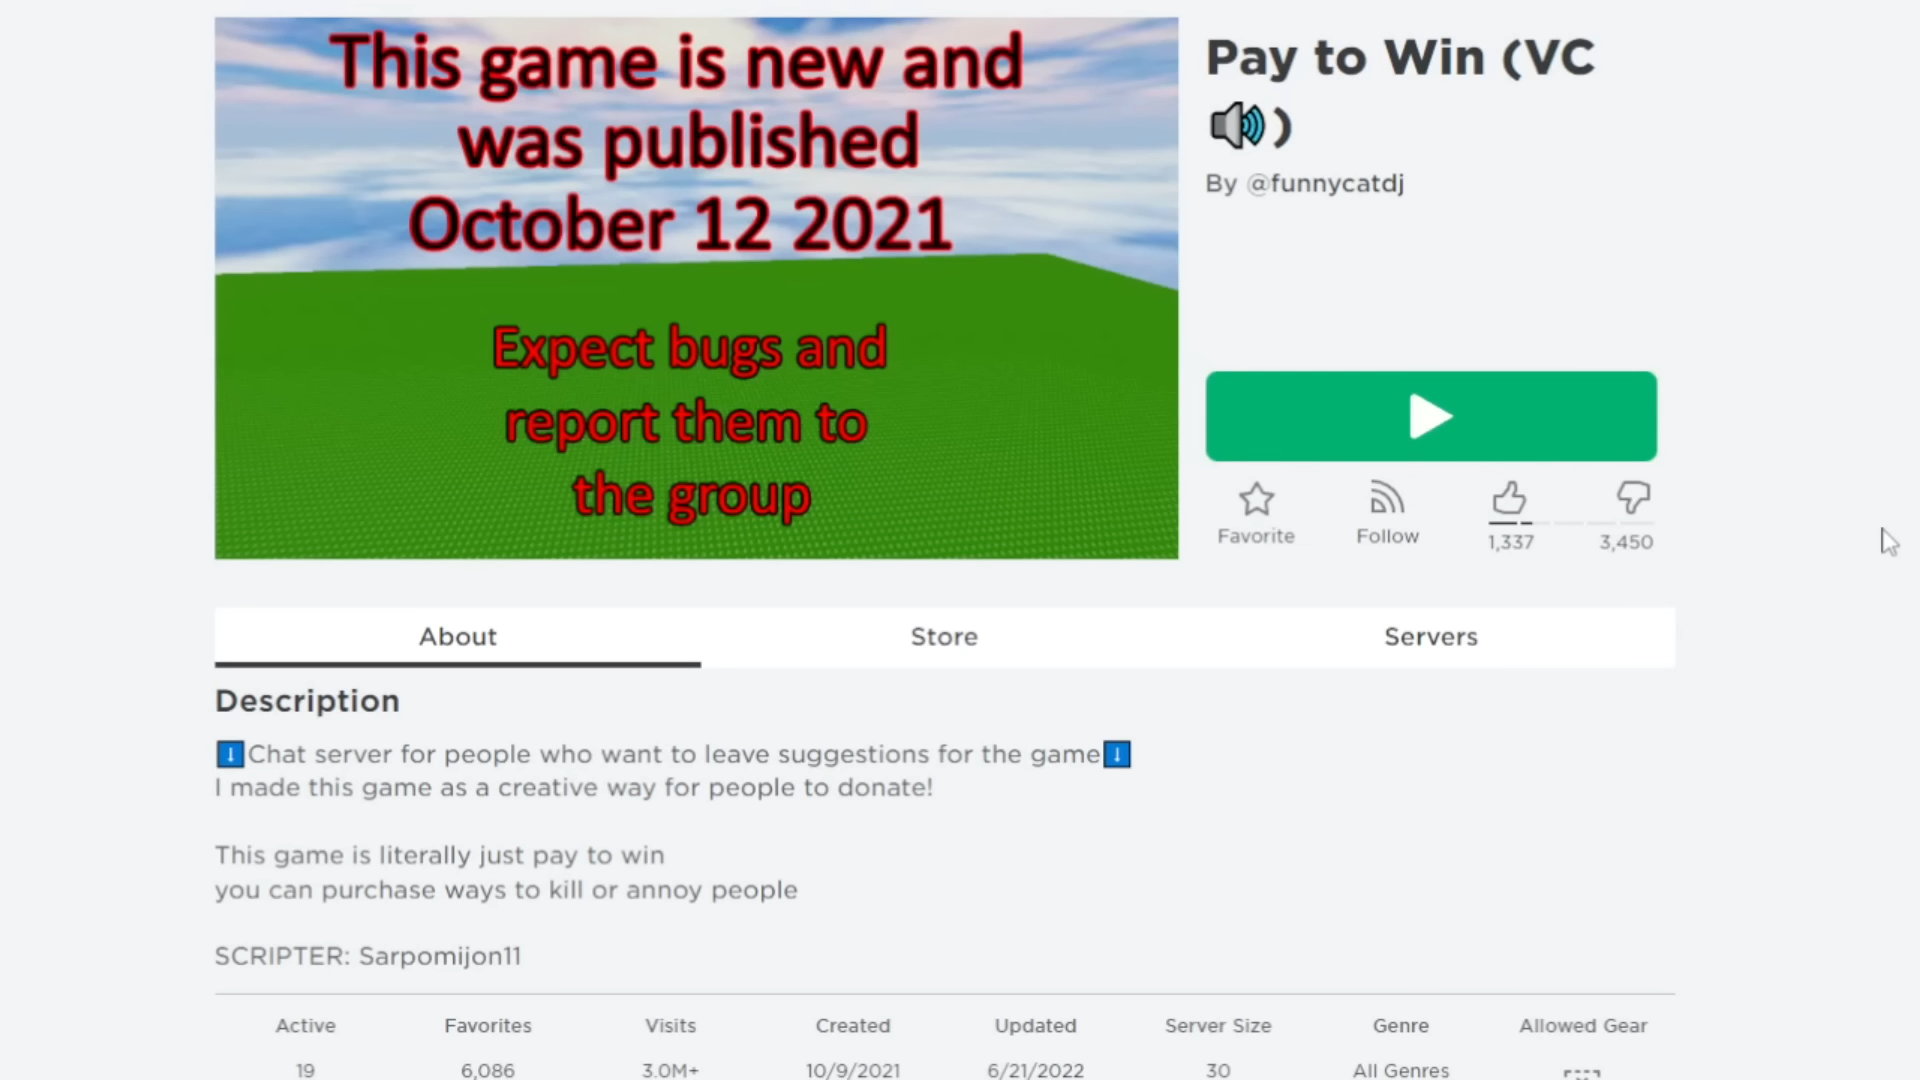 This game is new and
was published
October 12 2021
Expect bugs and
report them to
the group
Pay to Win (VC
🔊)
By @funnycatdj
Favorite
Follow
1,337
3,450
About
Store
Servers
Description
⬇️Chat server for people who want to leave suggestions for the game⬇️
I made this game as a creative way for people to donate!
This game is literally just pay to win
you can purchase ways to kill or annoy people
SCRIPTER: Sarpomijon11
Active Favorites Visits Created Updated Server Size Genre Allowed Gear
19 6,086 3.0M+ 10/9/2021 6/21/2022 30 All Genres